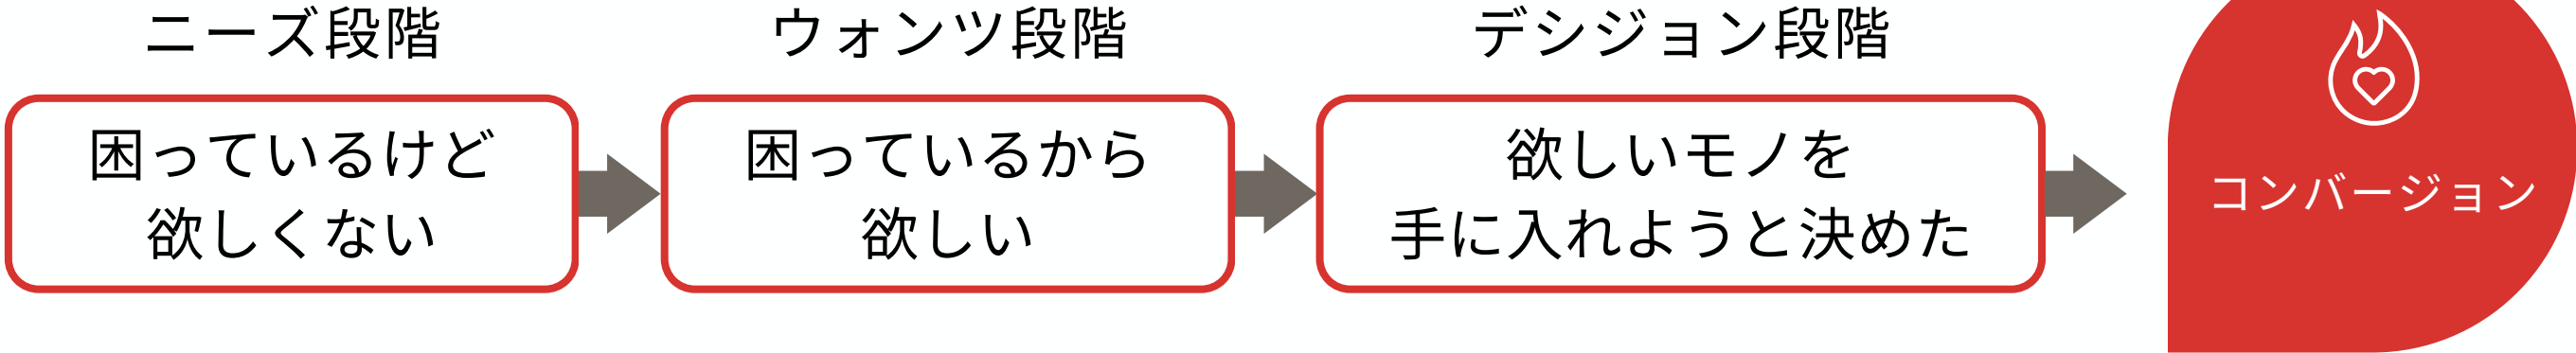 ニーズ段階
困っているけど
欲しくない
ウォンツ段階
困っているから
欲しい
デシジョン段階
欲しいモノを
手に入れようと決めた
コンバージョン